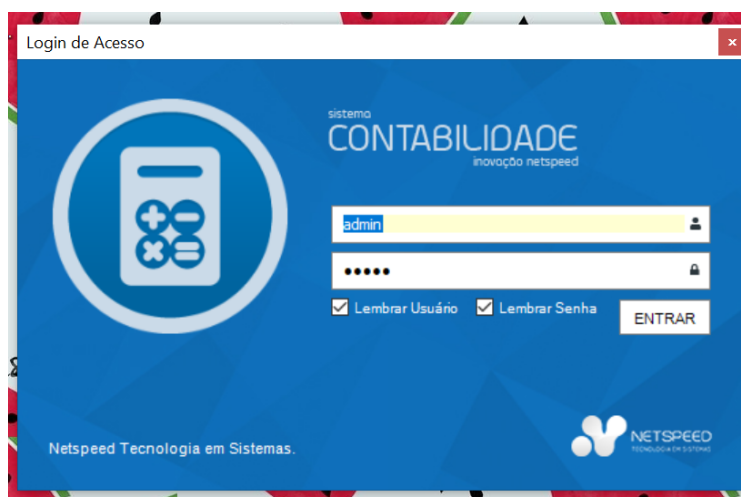 Login de Acesso
sistema
CONTABILIDADE
inovação netspeed
admin
•••••
Lembrar Usuário
Lembrar Senha
ENTRAR
Netspeed Tecnologia em Sistemas.
NETSPEED
TECNOLOGIA EM SISTEMAS